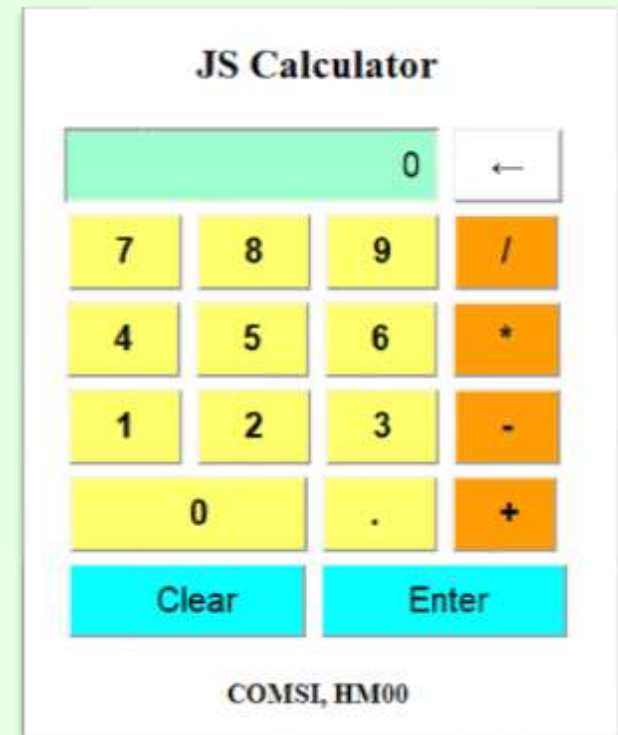 JS Calculator
0 ←
7 8 9 /
4 5 6 *
1 2 3 -
0 . +
Clear Enter
COMSI, HM00